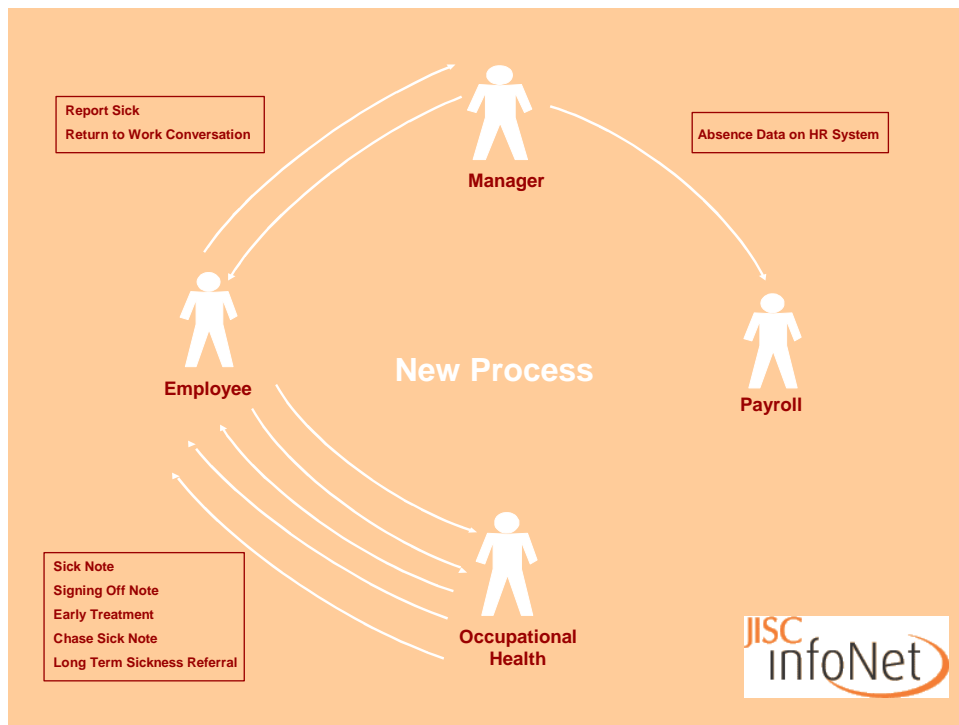 Report Sick
Return to Work Conversation
Manager
Absence Data on HR System
Employee
New Process
Payroll
Sick Note
Signing Off Note
Early Treatment
Chase Sick Note
Long Term Sickness Referral
Occupational
Health
JISC
infoNet